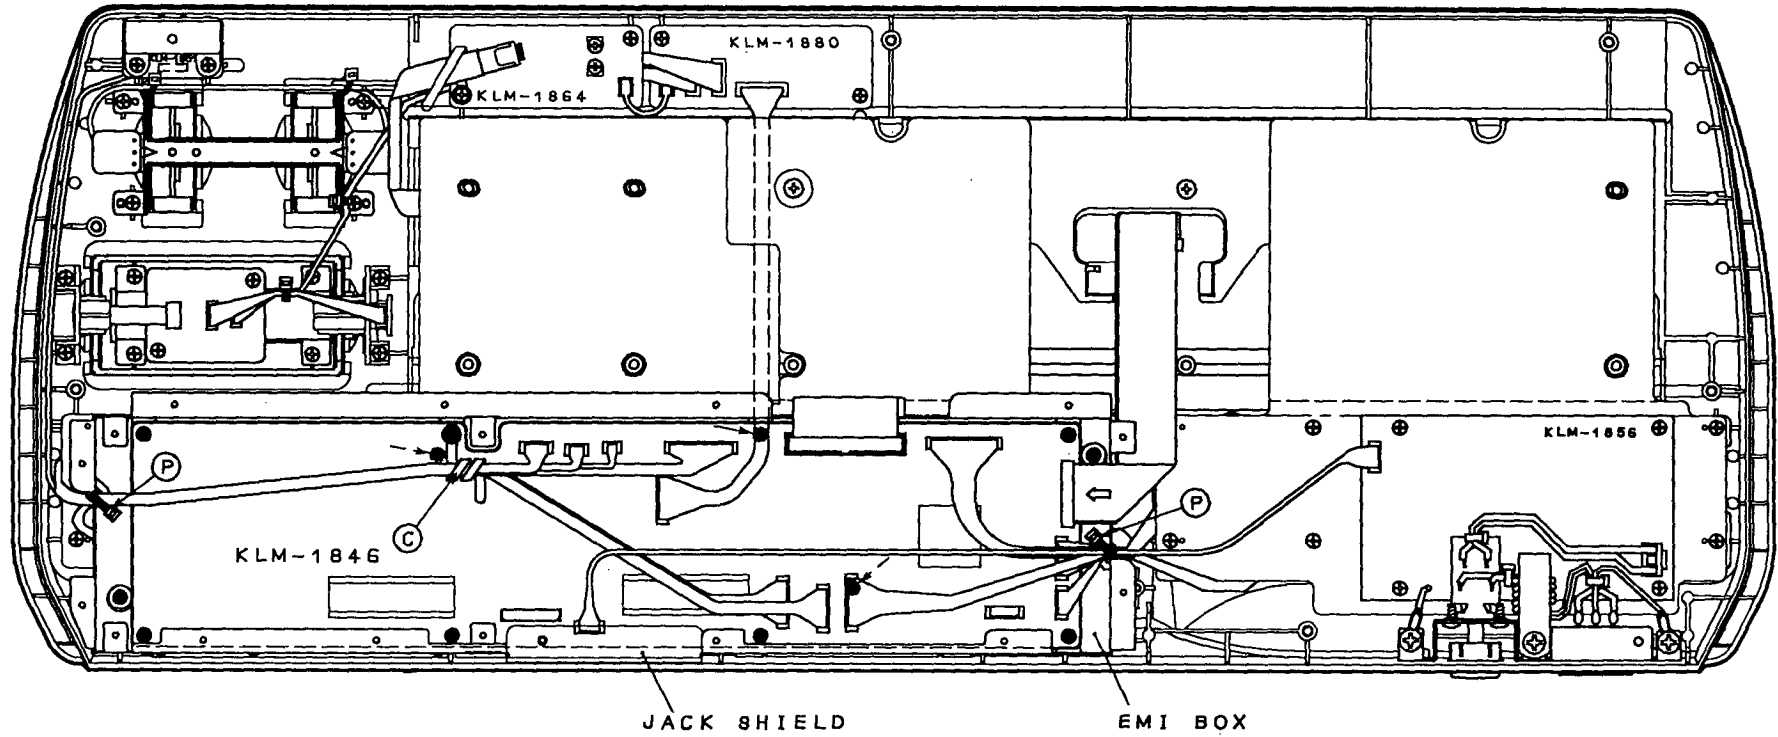 KLM-1880
KLM-1864
KLM-1856
P
P
C
KLM-1846
JACK SHIELD
EMI BOX